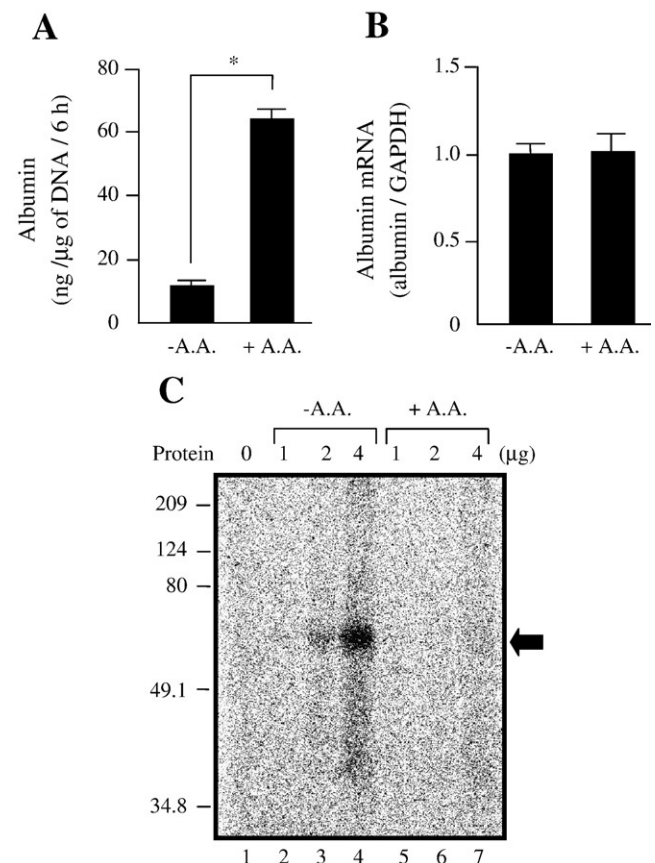 A
Albumin
(ng /µg of DNA / 6 h)
80
60
40
20
0
*
-A.A. + A.A.
B
Albumin mRNA
(albumin / GAPDH)
1.5
1.0
0.5
0
-A.A. + A.A.
C
-A.A. + A.A.
Protein 0 1 2 4 1 2 4 (µg)
209
124
80
49.1
34.8
1 2 3 4 5 6 7